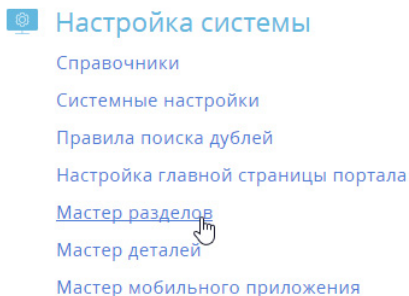 Настройка системы
Справочники
Системные настройки
Правила поиска дублей
Настройка главной страницы портала
Мастер разделов
Мастер деталей
Мастер мобильного приложения